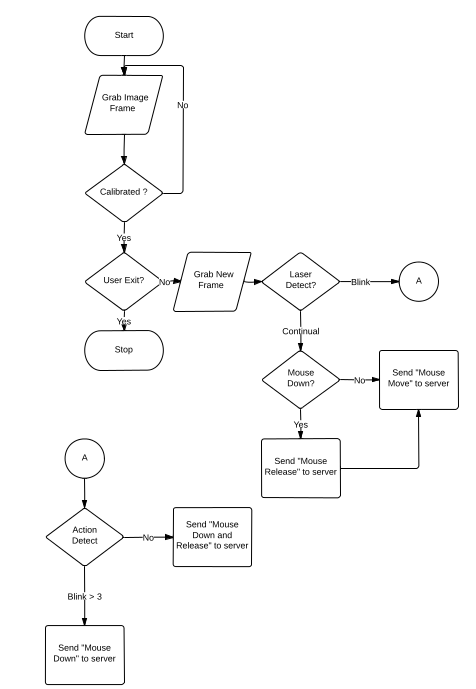 Start
Grab Image
Frame
No
Calibrated ?
Yes
User Exit?
No
Grab New
Frame
Laser
Detect?
Blink
A
Yes
Stop
Continual
Mouse
Down?
No
Send "Mouse
Move" to server
Yes
Send "Mouse
Release" to server
A
Action
Detect
No
Send "Mouse
Down and
Release" to server
Blink > 3
Send "Mouse
Down" to server